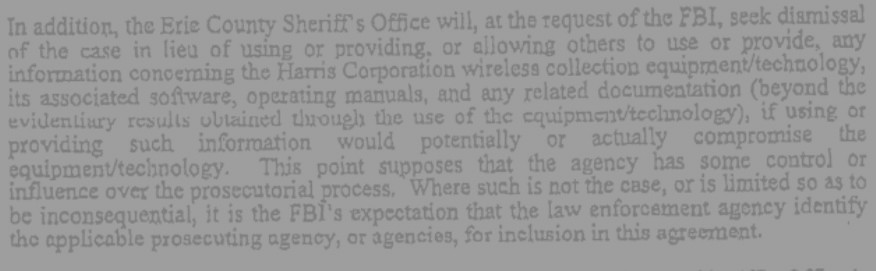 In addition, the Erie County Sheriff's Office will, at the request of the FBI, seek dismissal
of the case in lieu of using or providing, or allowing others to use or provide, any
information concerning the Harris Corporation wireless collection equipment/technology,
its associated software, operating manuals, and any related documentation (beyond the
evidentiary results obtained through the use of the equipment/technology), if using or
providing such information would potentially or actually compromise the
equipment/technology. This point supposes that the agency has some control or
influence over the prosecutorial process. Where such is not the case, or is limited so as to
be inconsequential, it is the FBI's expectation that the law enforcement agency identify
the applicable prosecuting agency, or agencies, for inclusion in this agreement.